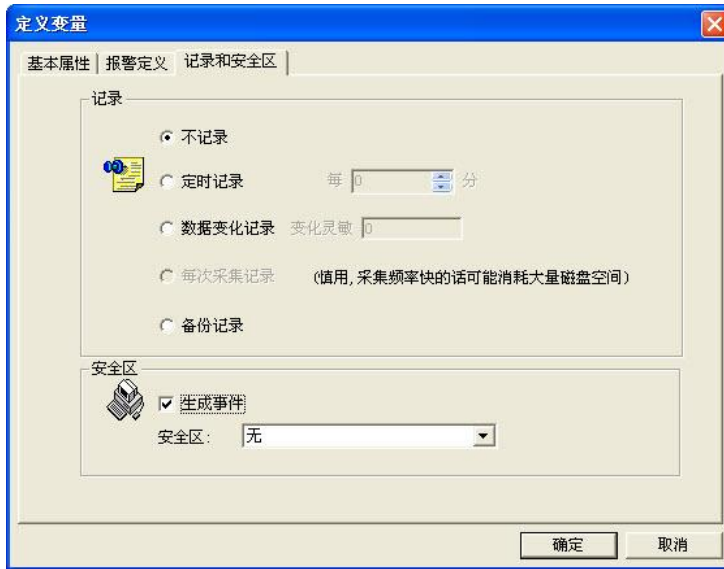 定义变量
基本属性 报警定义 记录和安全区
记录
不记录
定时记录 每 0 分
数据变化记录 变化灵敏 0
每次采集记录 (慎用,采集频率快的话可能消耗大量磁盘空间)
备份记录
安全区
生成事件
安全区: 无
确定 取消